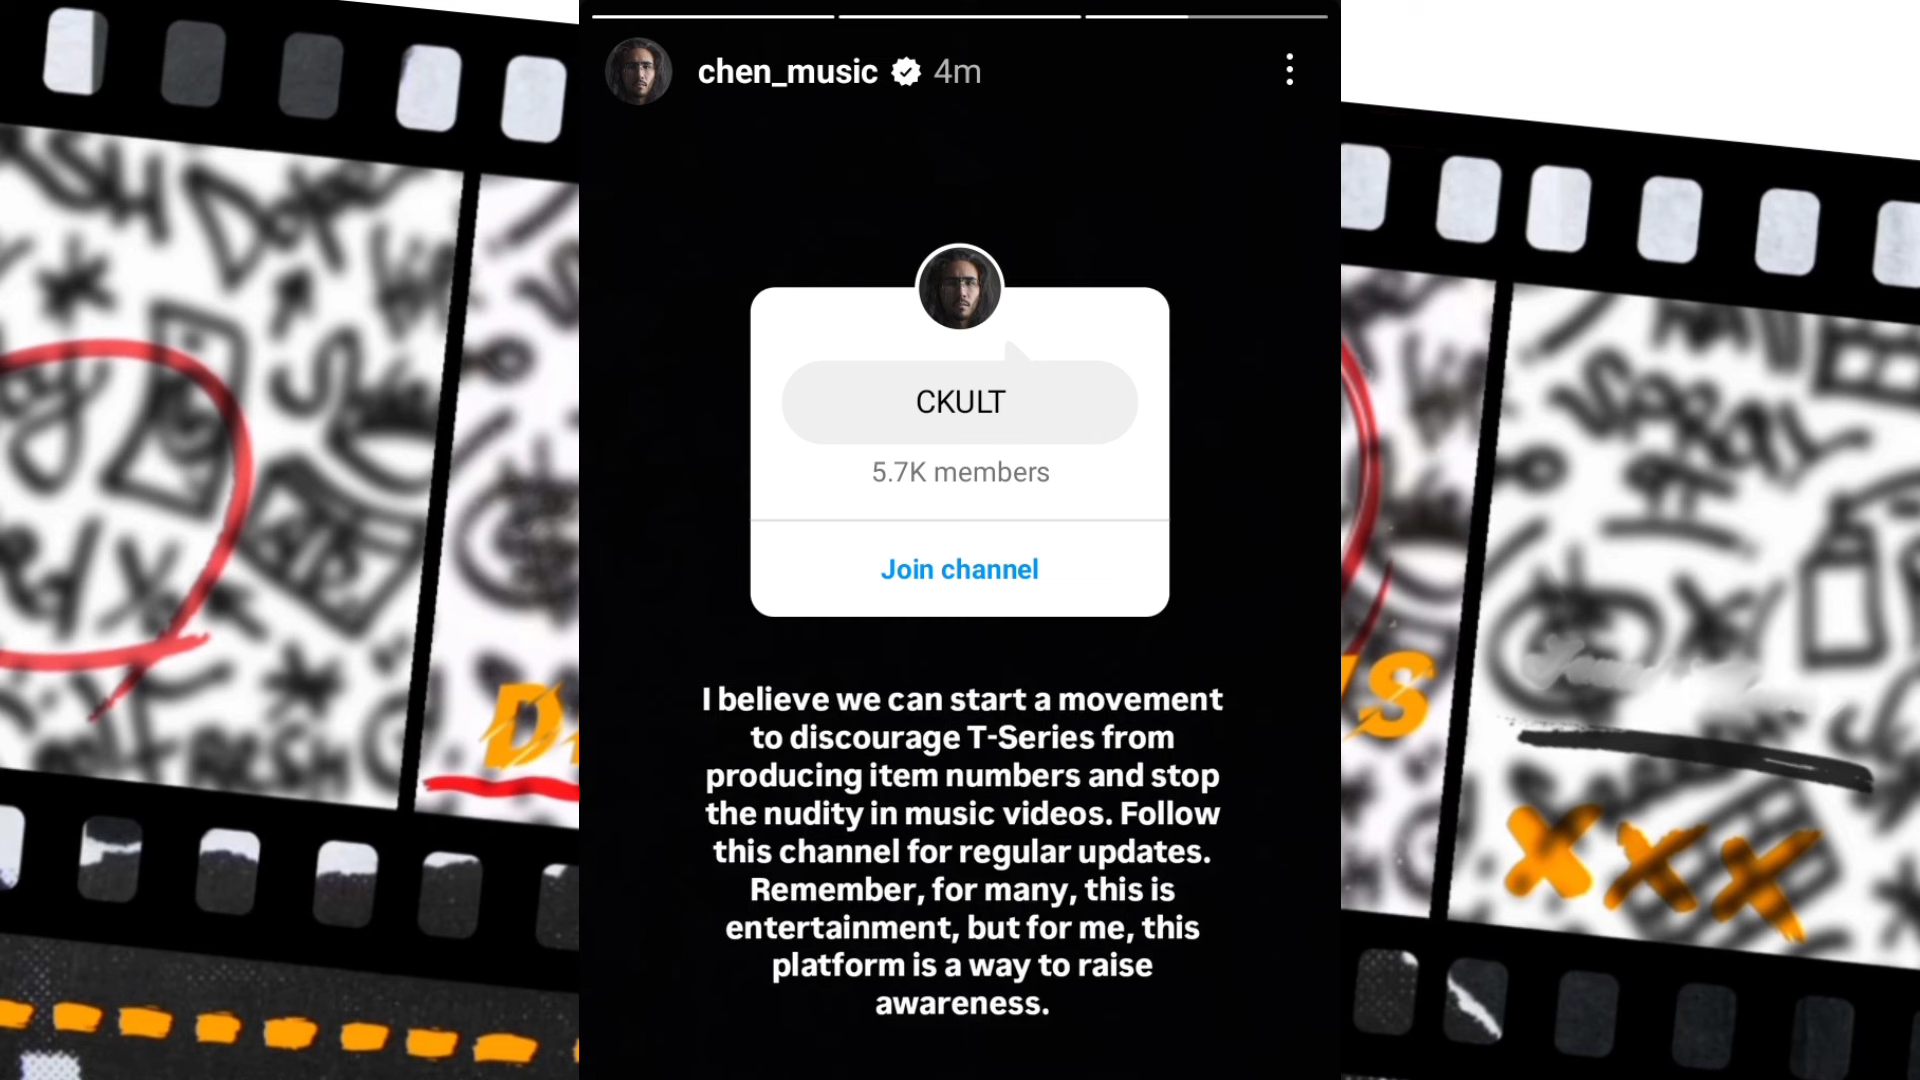 chen_music 4m
CKULT
5.7K members
Join channel
I believe we can start a movement
to discourage T-Series from
producing item numbers and stop
the nudity in music videos. Follow
this channel for regular updates.
Remember, for many, this is
entertainment, but for me, this
platform is a way to raise
awareness.